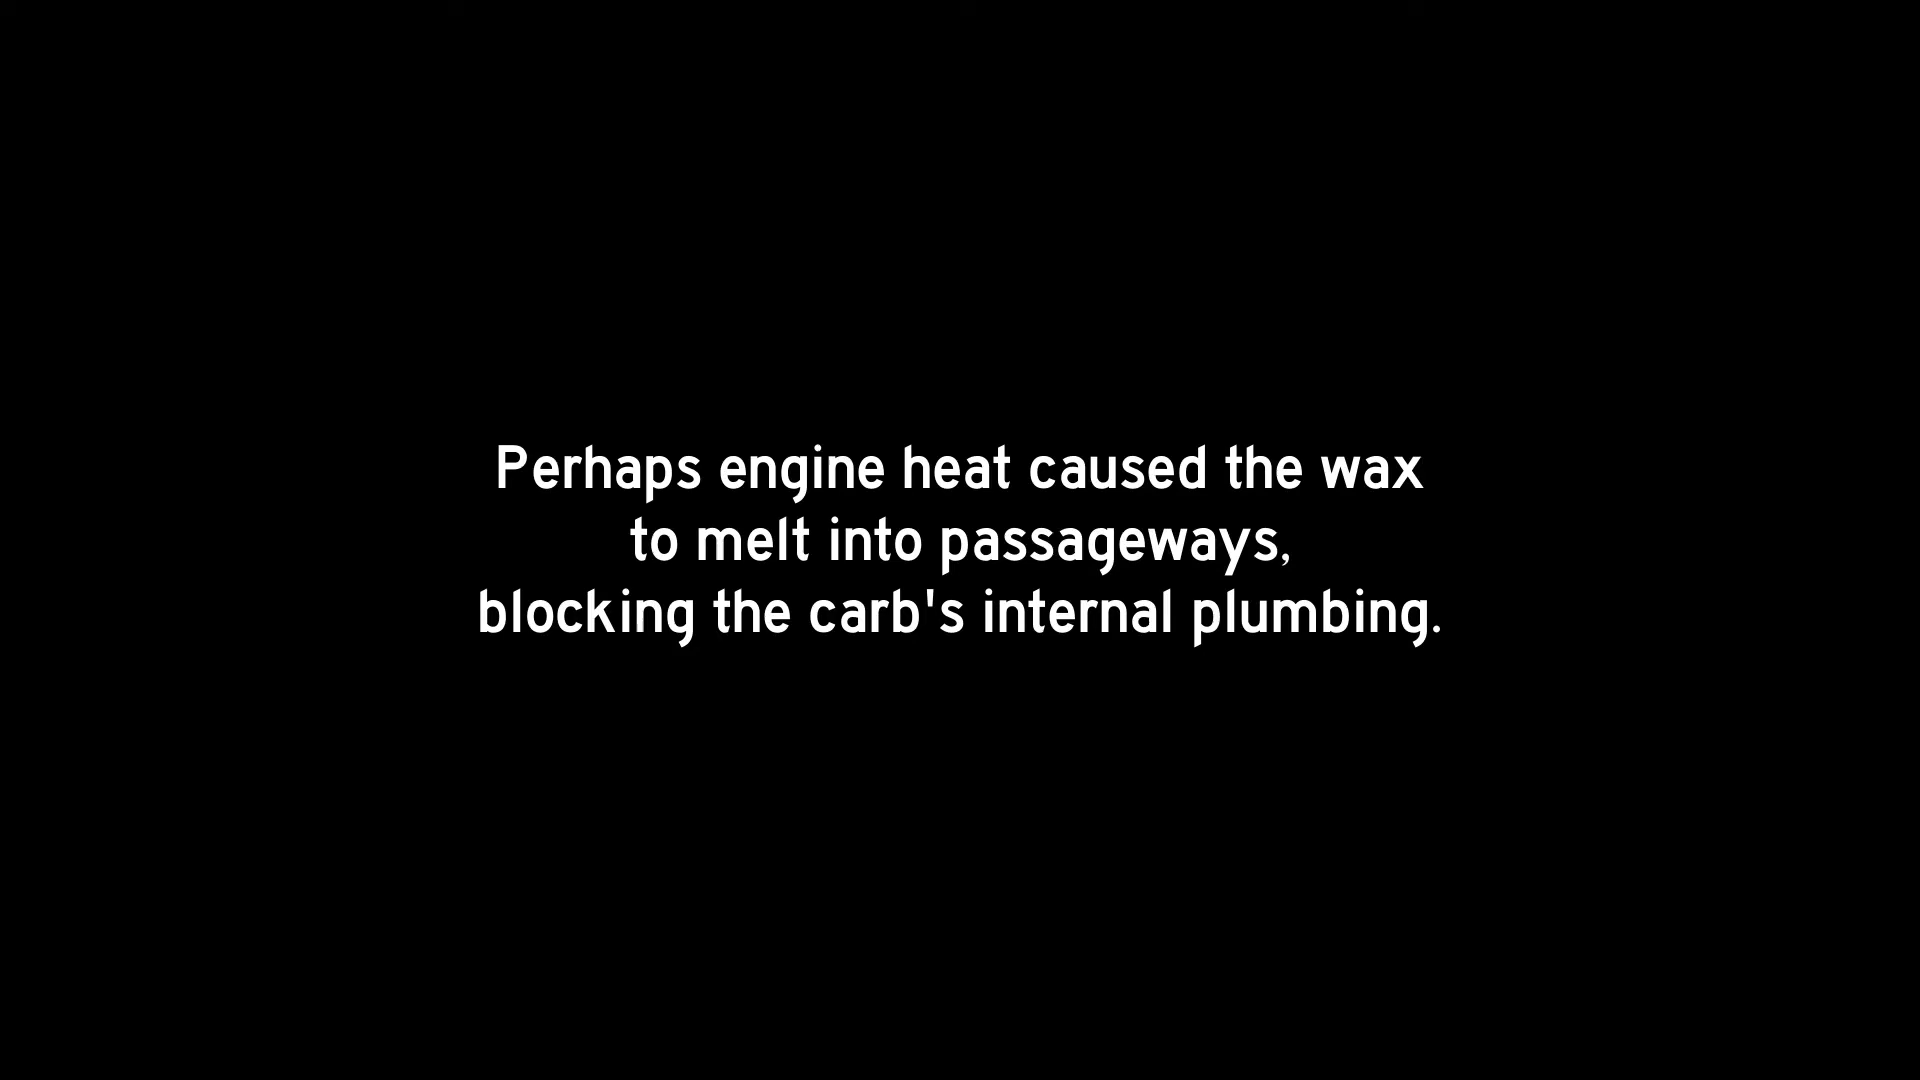 Perhaps engine heat caused the wax
to melt into passageways,
blocking the carb's internal plumbing.